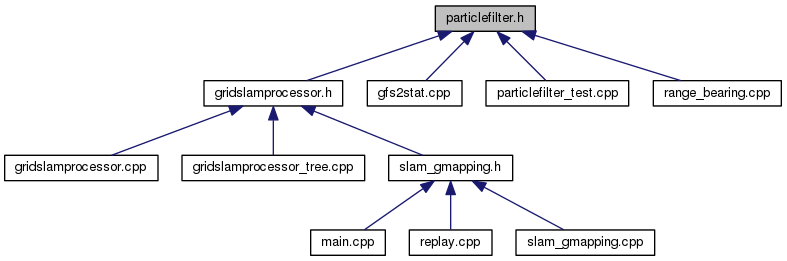 particlefilter.h
gridslamprocessor.h
gfs2stat.cpp
particlefilter_test.cpp
range_bearing.cpp
gridslamprocessor.cpp
gridslamprocessor_tree.cpp
slam_gmapping.h
main.cpp
replay.cpp
slam_gmapping.cpp